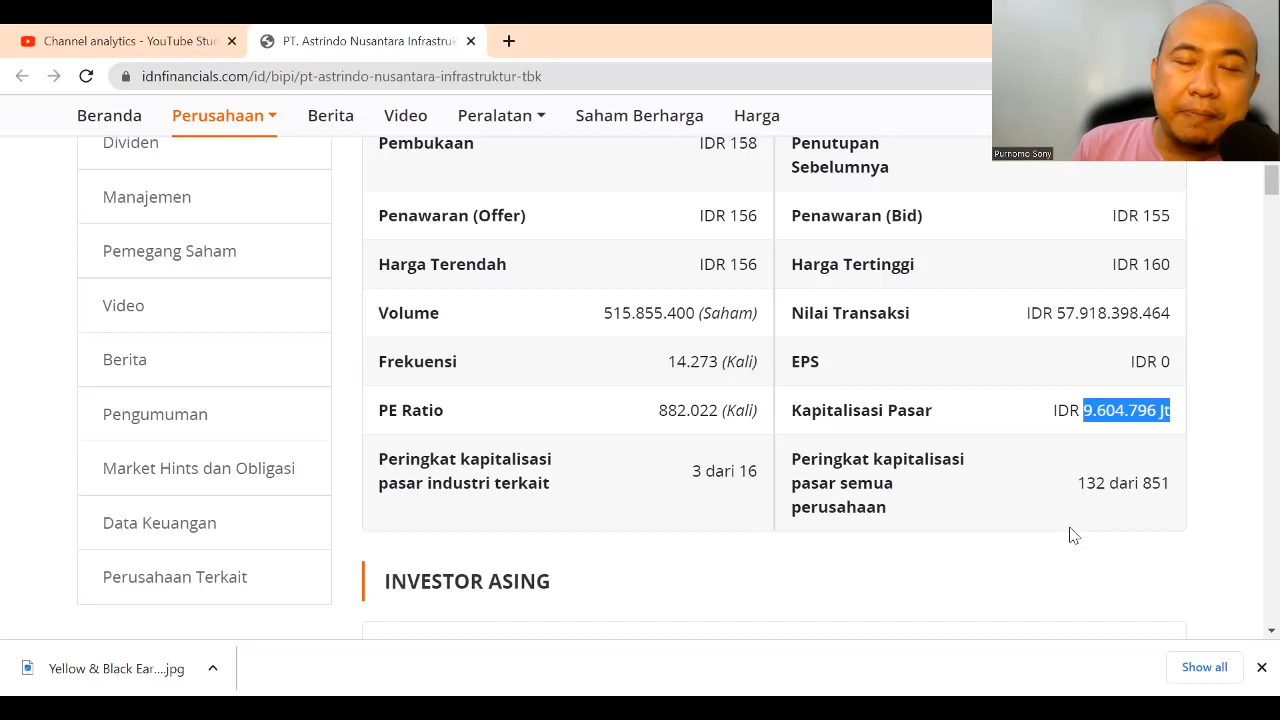 Channel analytics - YouTube Stud
PT. Astrindo Nusantara Infrastruk
idnfinancials.com/id/bipi/pt-astrindo-nusantara-infrastruktur-tbk
Beranda
Perusahaan
Berita
Video
Peralatan
Saham Berharga
Harga
Purnomo Sony
Dividen
Manajemen
Pemegang Saham
Video
Berita
Pengumuman
Market Hints dan Obligasi
Data Keuangan
Perusahaan Terkait
Pembukaan IDR 158
Penutupan
Sebelumnya
Penawaran (Offer) IDR 156
Penawaran (Bid) IDR 155
Harga Terendah IDR 156
Harga Tertinggi IDR 160
Volume 515.855.400 (Saham)
Nilai Transaksi IDR 57.918.398.464
Frekuensi 14.273 (Kali)
EPS IDR 0
PE Ratio 882.022 (Kali)
Kapitalisasi Pasar IDR 9.604.796 Jt
Peringkat kapitalisasi
pasar industri terkait
3 dari 16
Peringkat kapitalisasi
pasar semua
perusahaan
132 dari 851
INVESTOR ASING
Yellow & Black Ear....jpg
Show all